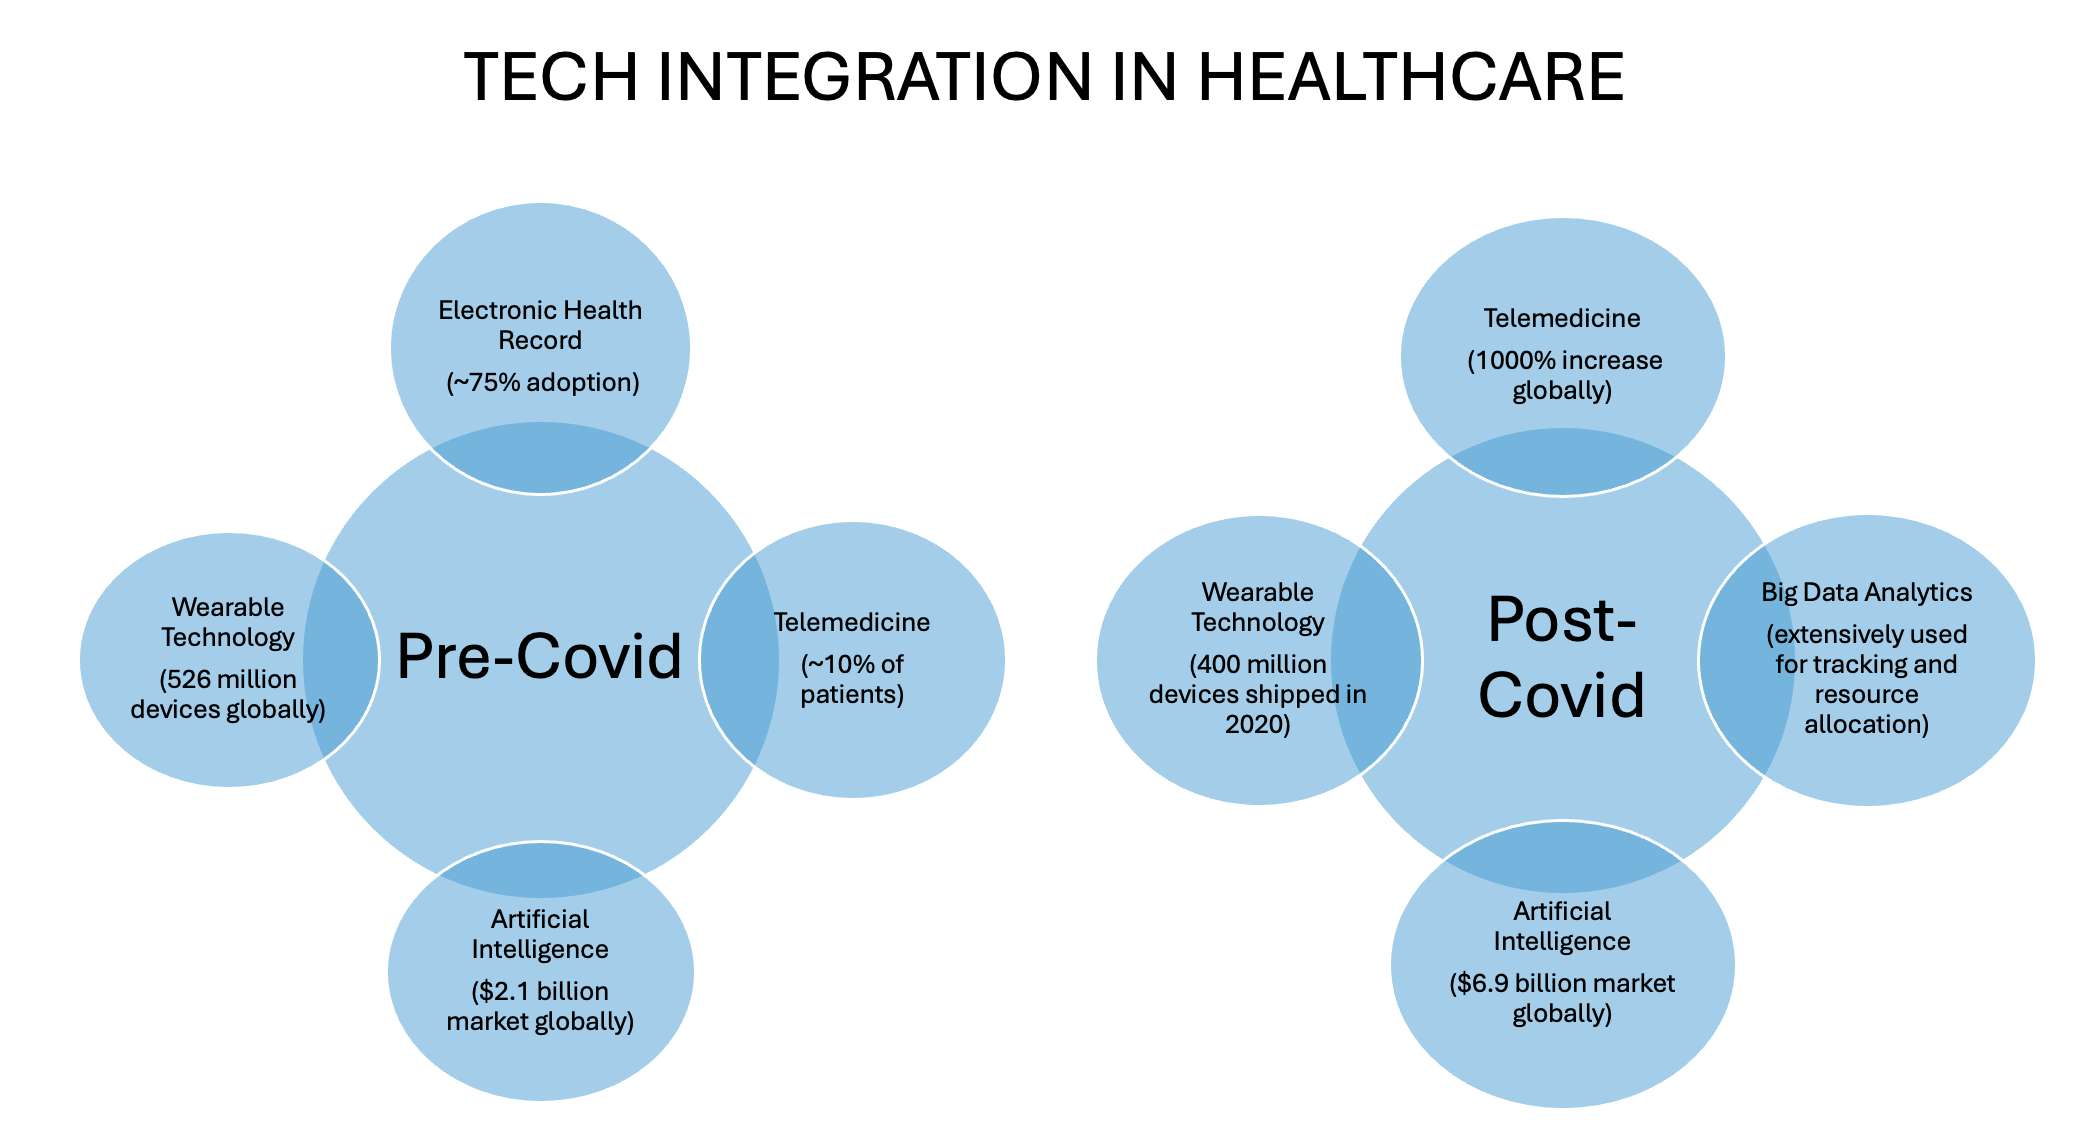 TECH INTEGRATION IN HEALTHCARE
Electronic Health
Record
(~75% adoption)
Wearable
Technology
(526 million
devices globally)
Pre-Covid
Telemedicine
(~10% of
patients)
Artificial
Intelligence
($2.1 billion
market globally)
Telemedicine
(1000% increase
globally)
Wearable
Technology
(400 million
devices shipped in
2020)
Post-
Covid
Big Data Analytics
(extensively used
for tracking and
resource
allocation)
Artificial
Intelligence
($6.9 billion market
globally)